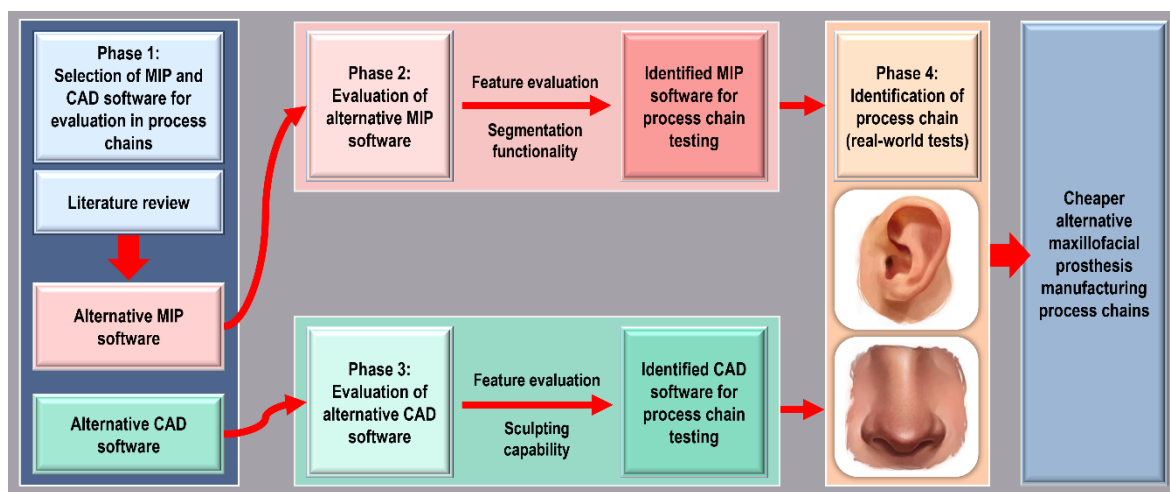 Phase 1:
Selection of MIP and
CAD software for
evaluation in process
chains
Literature review
Alternative MIP
software
Alternative CAD
software
Phase 2:
Evaluation of
alternative MIP
software
Feature evaluation
Segmentation
functionality
Identified MIP
software for
process chain
testing
Phase 3:
Evaluation of
alternative CAD
software
Feature evaluation
Sculpting
capability
Identified CAD
software for
process chain
testing
Phase 4:
Identification of
process chain
(real-world tests)
Cheaper
alternative
maxillofacial
prosthesis
manufacturing
process chains